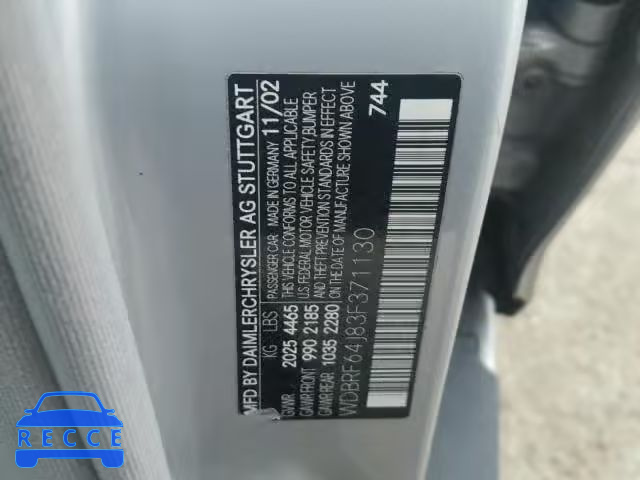 MFD BY DAIMLERCHRYSLER AG STUTTGART
PASSENGER CAR MADE IN GERMANY 11/02
KG LBS
THIS VEHICLE CONFORMS TO ALL APPLICABLE
GAWR 2025 4465
U.S. FEDERAL MOTOR VEHICLE SAFETY,BUMPER
GAWR/FRONT 990 2185
AND THEFT PREVENTION STANDARDS IN EFFECT
GAWR/REAR 1035 2280
ON THE DATE OF MANUFACTURE SHOWN ABOVE
744
WDBRF64J83F371130
RECCE